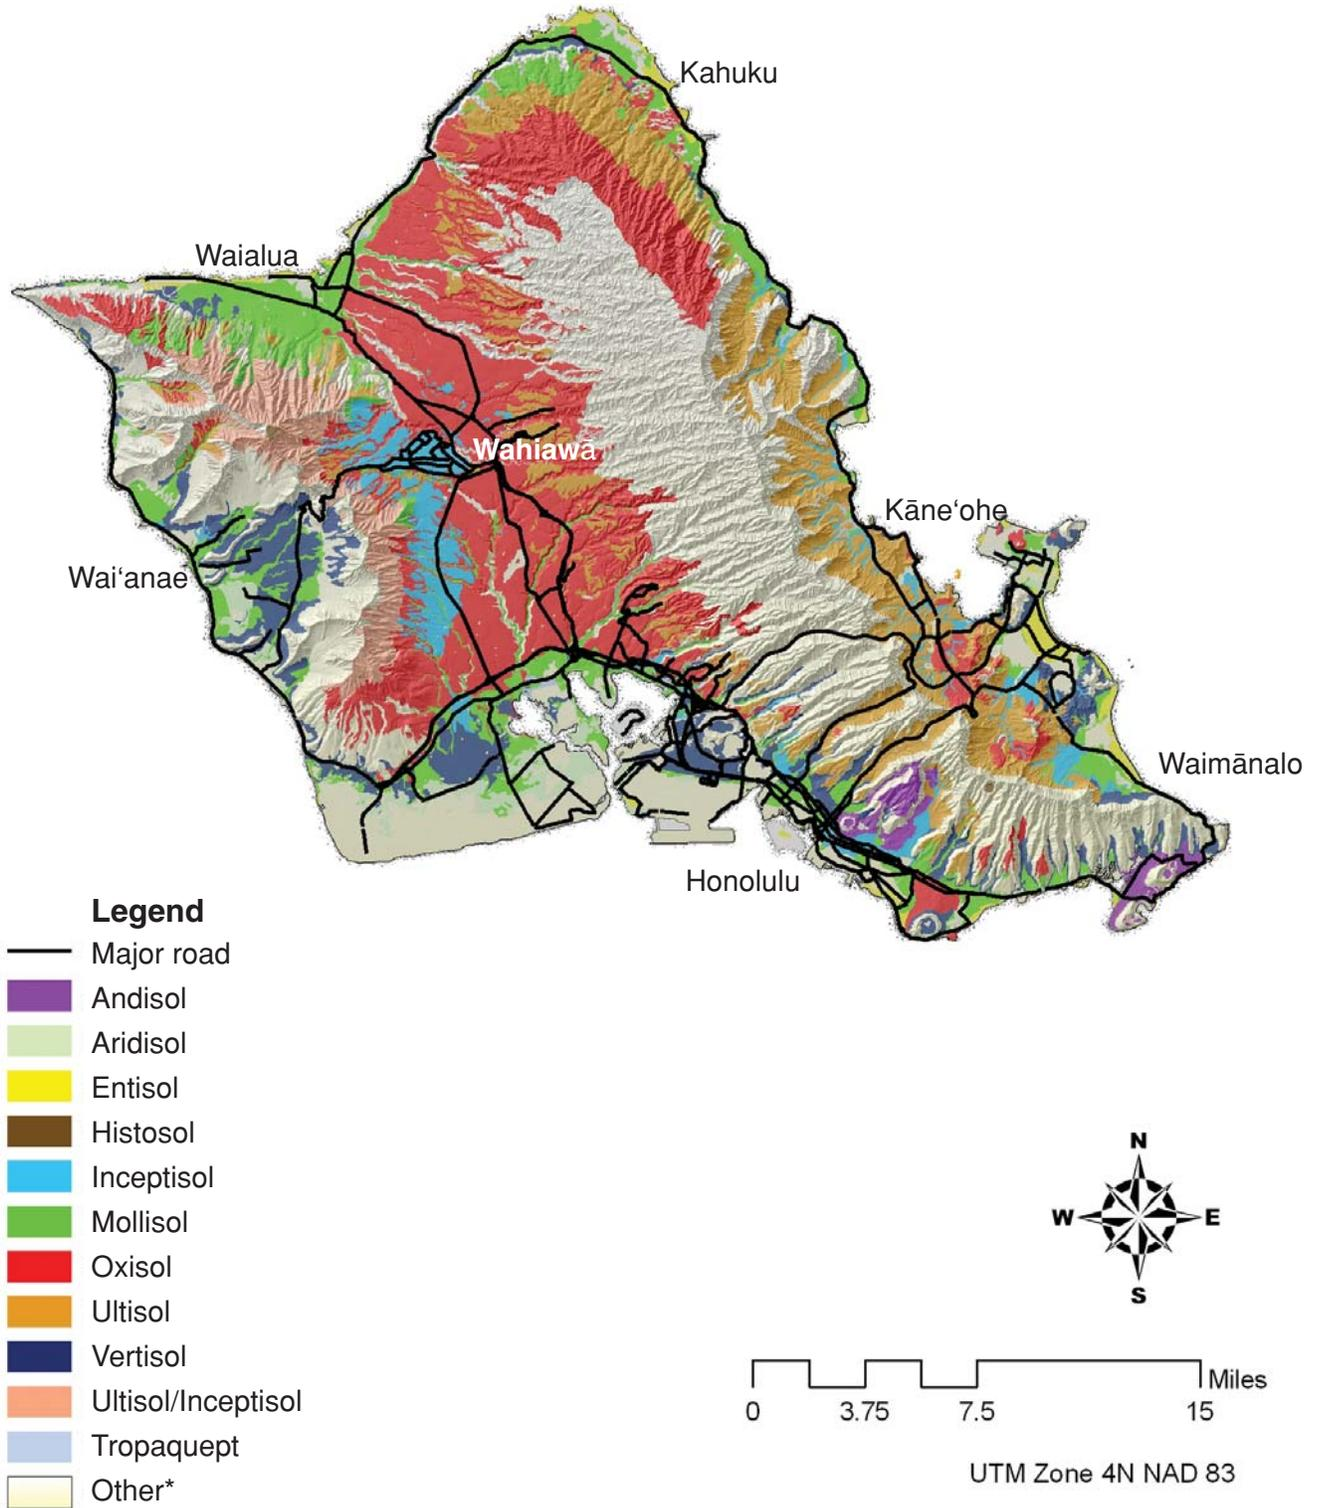 Kahuku
Waialua
Wahiawā
Kāne‘ohe
Wai‘anae
Waimānalo
Honolulu
Legend
Major road
Andisol
Aridisol
Entisol
Histosol
Inceptisol
Mollisol
Oxisol
Ultisol
Vertisol
Ultisol/Inceptisol
Tropaquept
Other*
N
W E
S
Miles
0 3.75 7.5 15
UTM Zone 4N NAD 83